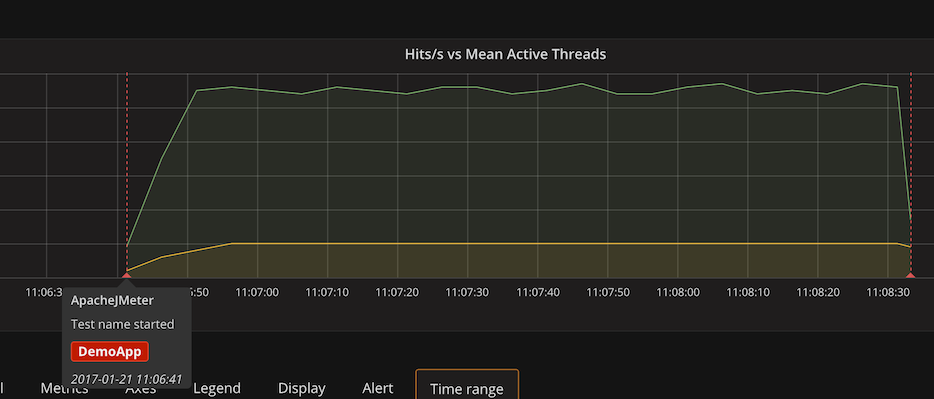 Hits/s vs Mean Active Threads
11:06:3 :50 11:07:00 11:07:10 11:07:20 11:07:30 11:07:40 11:07:50 11:08:00 11:08:10 11:08:20 11:08:30
ApacheJMeter
Test name started
DemoApp
2017-01-21 11:06:41
l Metrics Axes Legend Display Alert Time range